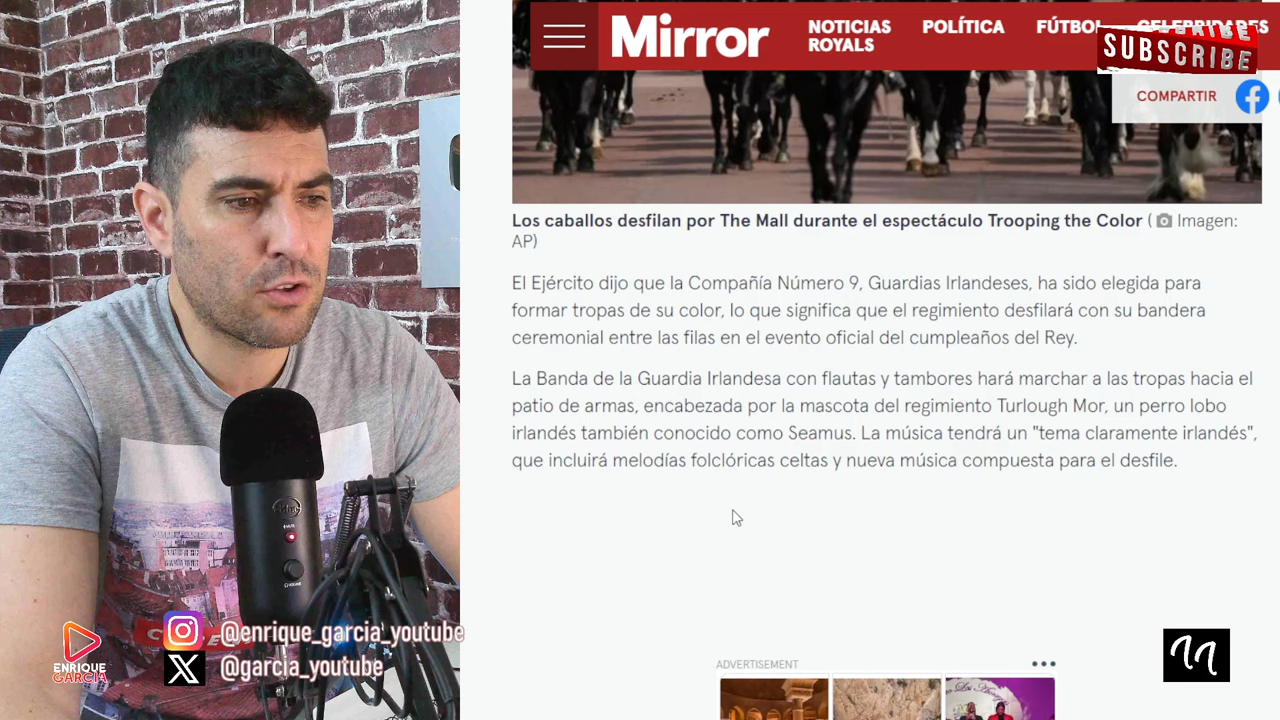 Mirror
NOTICIAS POLÍTICA FÚTBOL CELEBRIDADES
ROYALS
SUBSCRIBE
COMPARTIR
Los caballos desfilan por The Mall durante el espectáculo Trooping the Color ( Imagen:
AP)
El Ejército dijo que la Compañía Número 9, Guardias Irlandeses, ha sido elegida para
formar tropas de su color, lo que significa que el regimiento desfilará con su bandera
ceremonial entre las filas en el evento oficial del cumpleaños del Rey.
La Banda de la Guardia Irlandesa con flautas y tambores hará marchar a las tropas hacia el
patio de armas, encabezada por la mascota del regimiento Turlough Mor, un perro lobo
irlandés también conocido como Seamus. La música tendrá un "tema claramente irlandés",
que incluirá melodías folclóricas celtas y nueva música compuesta para el desfile.
ADVERTISEMENT
@enrique_garcia_youtube
@garcia_youtube
ENRIQUE
GARCIA